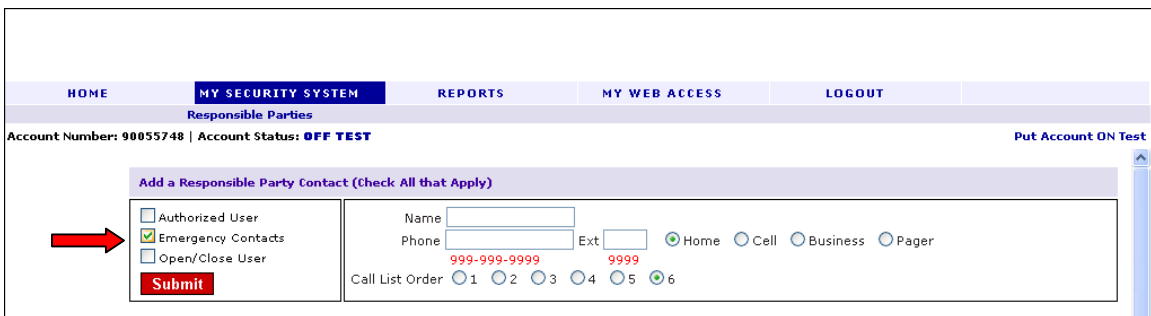 HOME MY SECURITY SYSTEM REPORTS MY WEB ACCESS LOGOUT
Responsible Parties
Account Number: 90055748 | Account Status: OFF TEST Put Account ON Test
Add a Responsible Party Contact (Check All that Apply)
Authorized User Name
Emergency Contacts Phone Ext Home Cell Business Pager
Open/Close User 999-999-9999 9999
Submit Call List Order 1 2 3 4 5 6